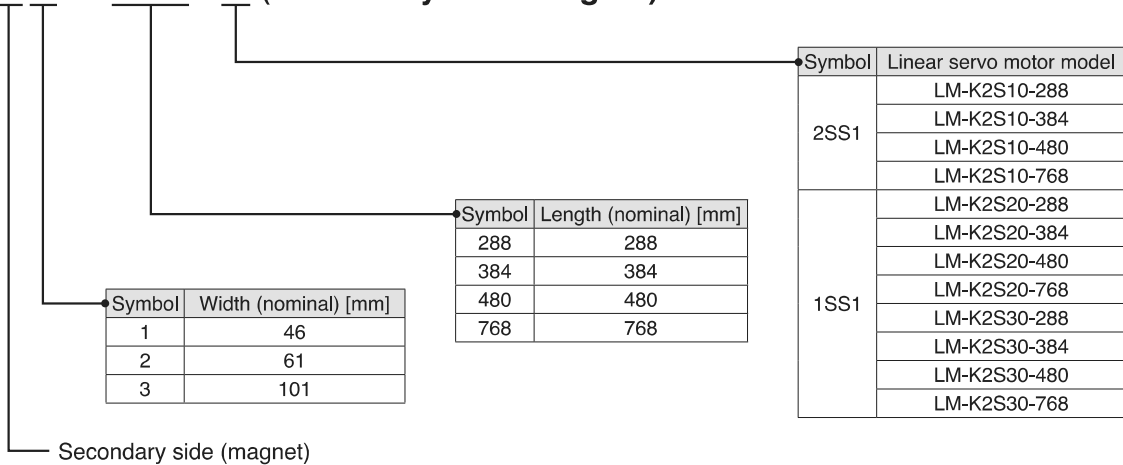 Symbol Linear servo motor model
2SS1
LM-K2S10-288
LM-K2S10-384
LM-K2S10-480
LM-K2S10-768
1SS1
LM-K2S20-288
LM-K2S20-384
LM-K2S20-480
LM-K2S20-768
LM-K2S30-288
LM-K2S30-384
LM-K2S30-480
LM-K2S30-768
Symbol Length (nominal) [mm]
288 288
384 384
480 480
768 768
Symbol Width (nominal) [mm]
1 46
2 61
3 101
Secondary side (magnet)